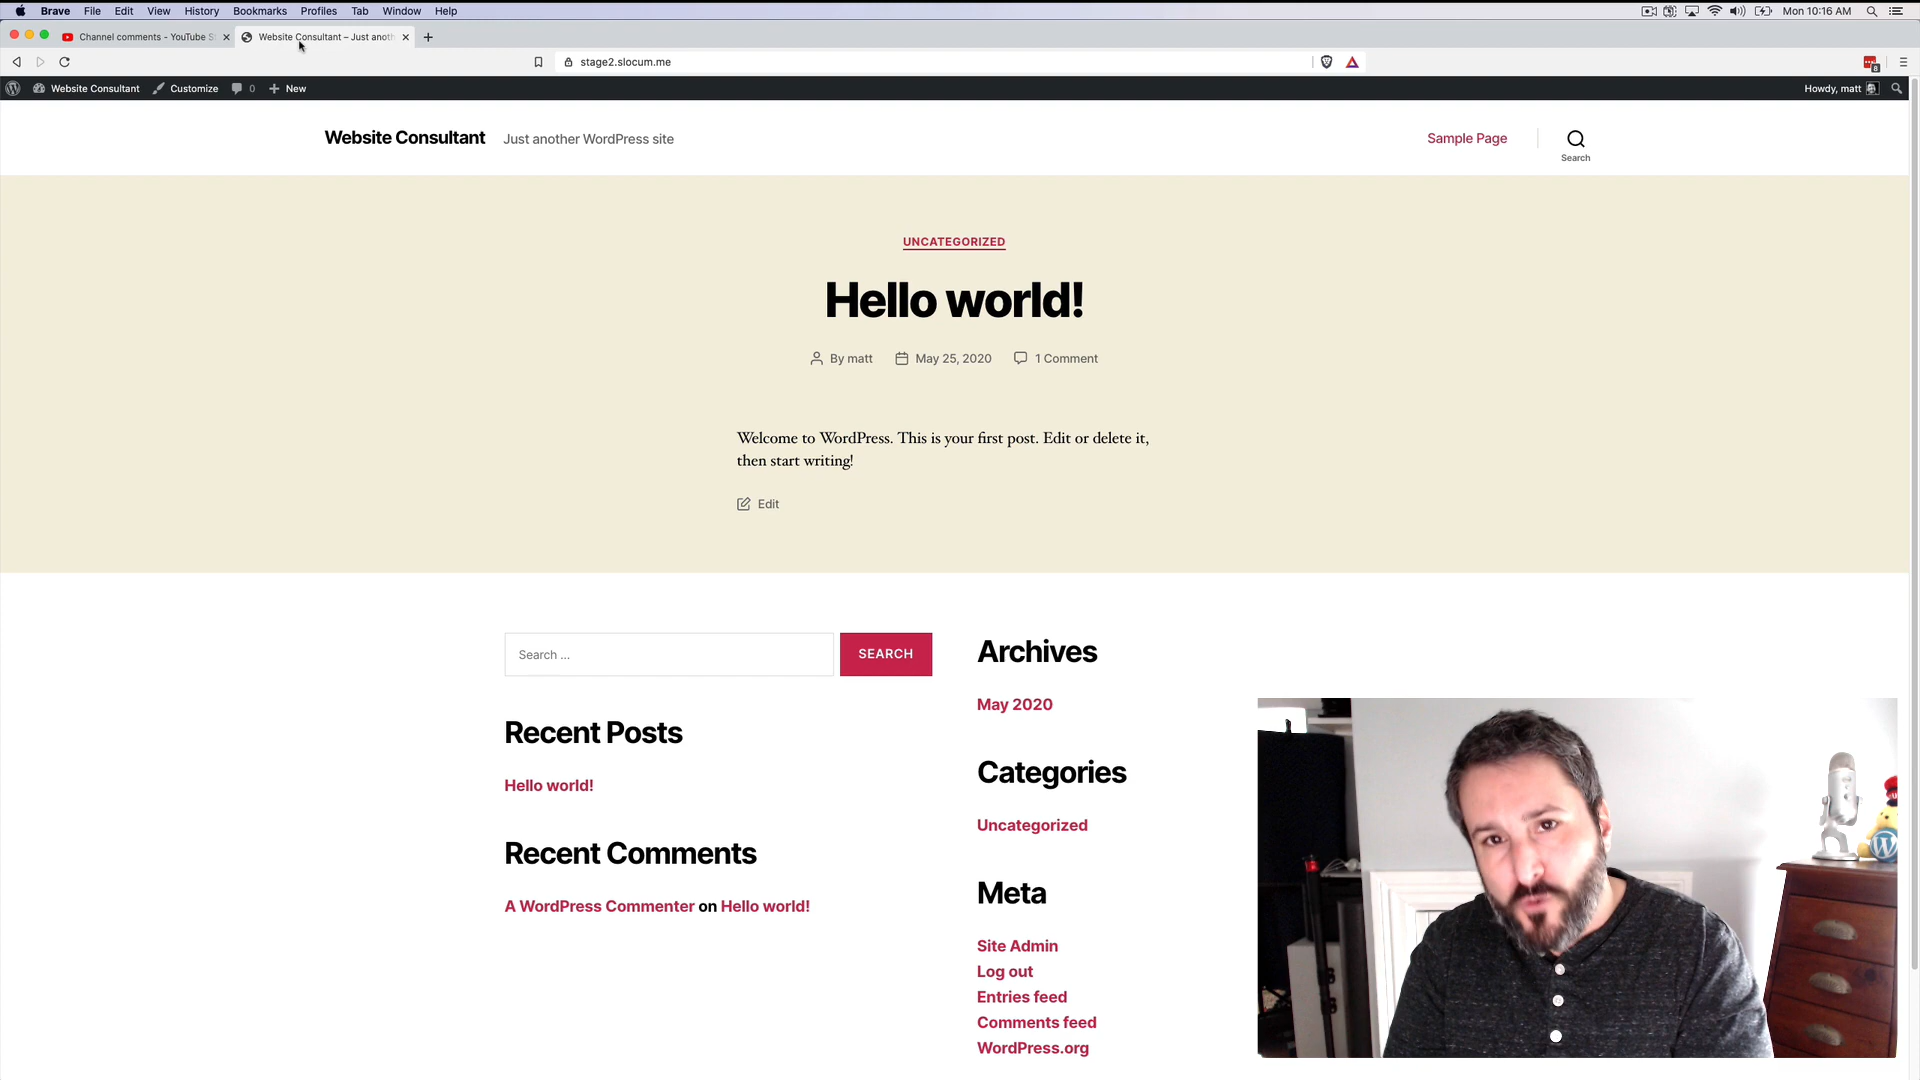 Brave File Edit View History Bookmarks Profiles Tab Window Help Mon 10:16 AM
Channel comments - YouTube S Website Consultant – Just anoth
stage2.slocum.me
Website Consultant Customize 0 New Howdy, matt
Website Consultant Just another WordPress site Sample Page
Search
UNCATEGORIZED
Hello world!
By matt May 25, 2020 1 Comment
Welcome to WordPress. This is your first post. Edit or delete it,
then start writing!
Edit
Search …
SEARCH
Recent Posts
Hello world!
Recent Comments
A WordPress Commenter on Hello world!
Archives
May 2020
Categories
Uncategorized
Meta
Site Admin
Log out
Entries feed
Comments feed
WordPress.org